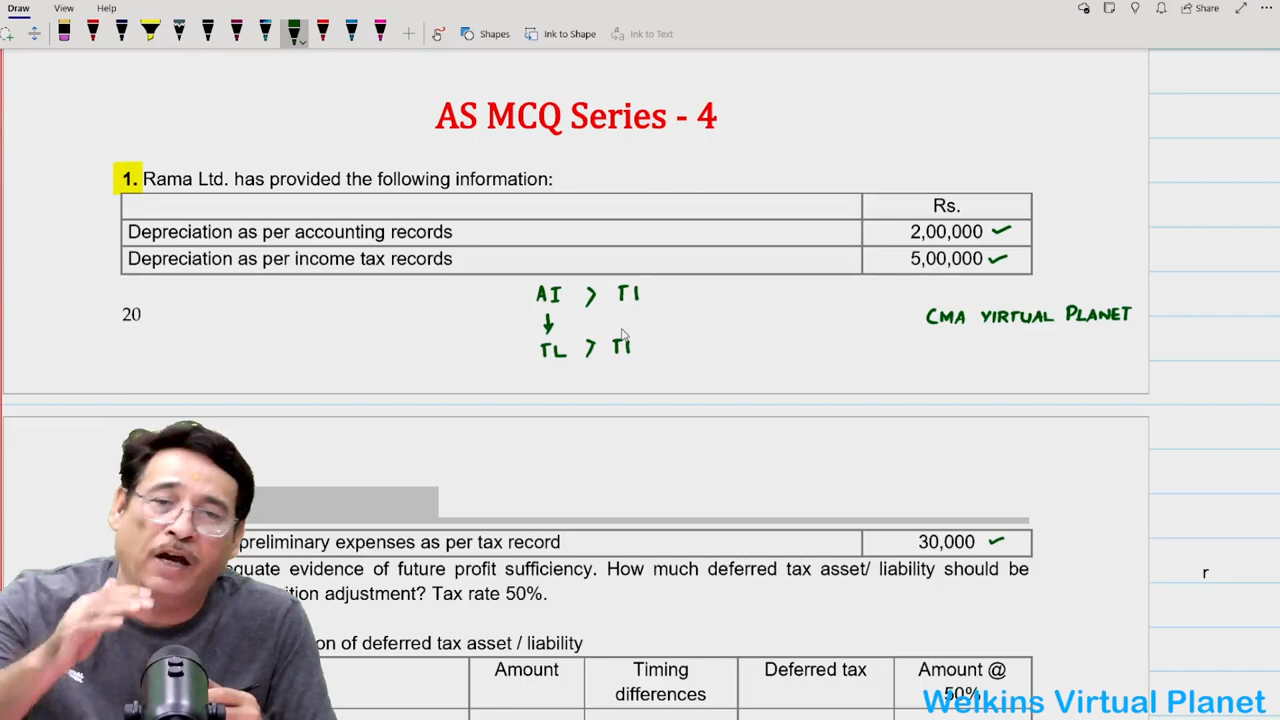 Draw View Help
Share
Shapes Ink to Shape Ink to Text
AS MCQ Series - 4
1. Rama Ltd. has provided the following information:
Rs.
Depreciation as per accounting records 2,00,000
Depreciation as per income tax records 5,00,000
AI > TI
20
CMA VIRTUAL PLANET
TL > TI
preliminary expenses as per tax record 30,000
equate evidence of future profit sufficiency. How much deferred tax asset/ liability should be
ition adjustment? Tax rate 50%.
r
on of deferred tax asset / liability
Amount Timing differences Deferred tax Amount @ 50%
Welkins Virtual Planet